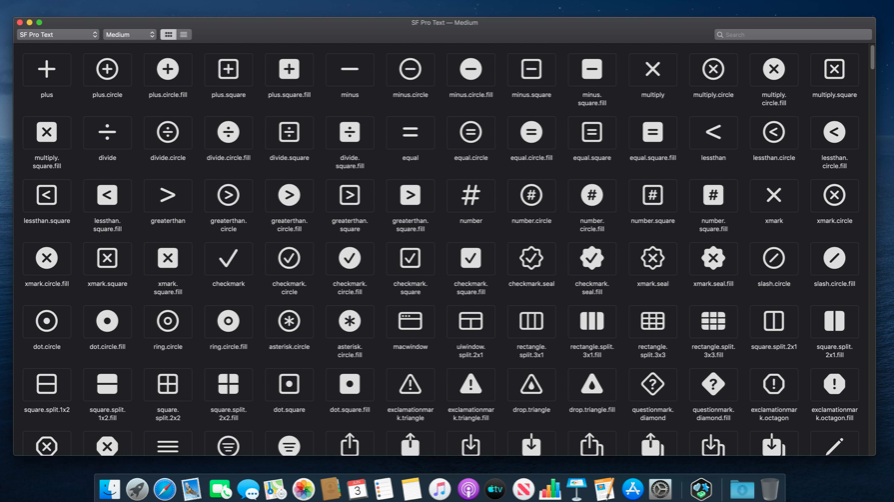 SF Pro Text — Medium
SF Pro Text
Medium
Search
plus
plus.circle
plus.circle.fill
plus.square
plus.square.fill
minus
minus.circle
minus.circle.fill
minus.square
minus.
square.fill
multiply
multiply.circle
multiply.
circle.fill
multiply.square
multiply.
square.fill
divide
divide.circle
divide.circle.fill
divide.square
divide.
square.fill
equal
equal.circle
equal.circle.fill
equal.square
equal.square.fill
lessthan
lessthan.circle
lessthan.
circle.fill
lessthan.square
lessthan.
square.fill
greaterthan
greaterthan.
circle
greaterthan.
circle.fill
greaterthan.
square
greaterthan.
square.fill
number
number.circle
number.
circle.fill
number.square
number.
square.fill
xmark
xmark.circle
xmark.circle.fill
xmark.square
xmark.
square.fill
checkmark
checkmark.
circle
checkmark.
circle.fill
checkmark.
square
checkmark.
square.fill
checkmark.seal
checkmark.
seal.fill
xmark.seal
xmark.seal.fill
slash.circle
slash.circle.fill
dot.circle
dot.circle.fill
ring.circle
ring.circle.fill
asterisk.circle
asterisk.
circle.fill
macwindow
uiwindow.
split.2x1
rectangle.
split.3x1
rectangle.
split.3x1.fill
rectangle.
split.3x3
rectangle.split.
3x3.fill
square.split.2x1
square.split.
2x1.fill
square.split.1x2
square.split.
1x2.fill
square.
split.2x2
square.split.
2x2.fill
dot.square
dot.square.fill
exclamationmar
k.triangle
exclamationmar
k.triangle.fill
drop.triangle
drop.triangle.fill
questionmark.
diamond
questionmark.
diamond.fill
exclamationmar
k.octagon
exclamationmar
k.octagon.fill
3
tv